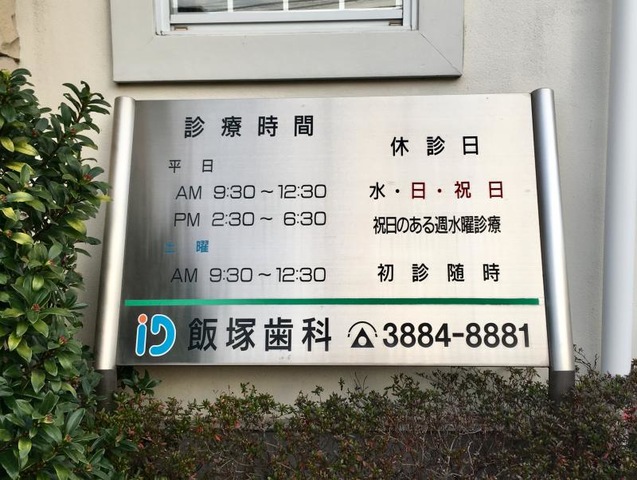 診療時間
平日
AM 9:30～12:30
PM 2:30～6:30
土曜
AM 9:30～12:30
休診日
水・日・祝日
祝日のある週水曜診療
初診随時
iD 飯塚歯科 3884-8881